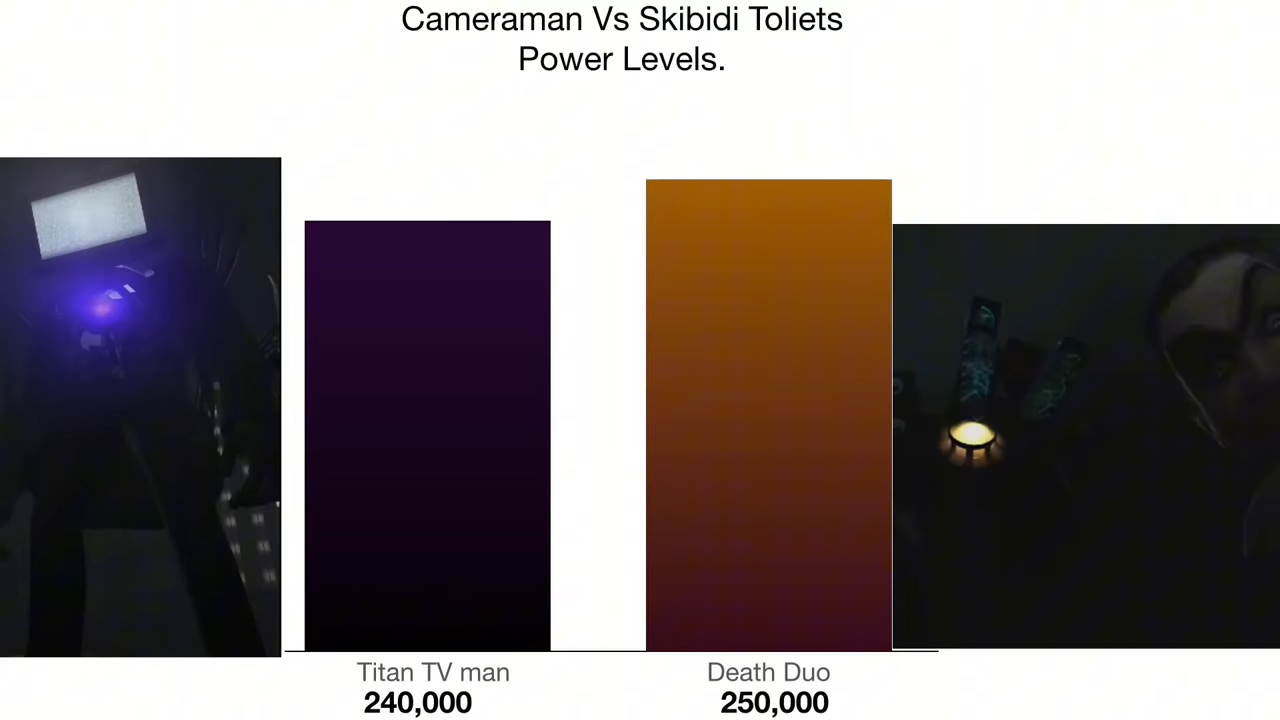 Cameraman Vs Skibidi Toliets
Power Levels.
Titan TV man
240,000
Death Duo
250,000